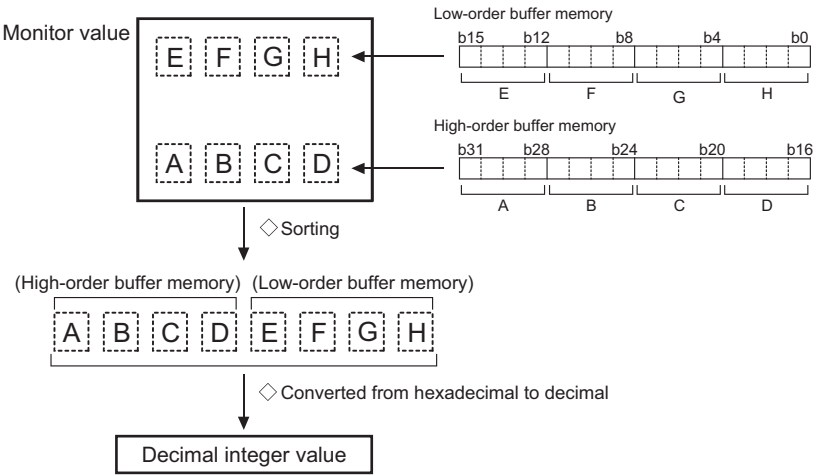 Monitor value
E F G H
A B C D
Low-order buffer memory
b15 b12 b8 b4 b0
E F G H
High-order buffer memory
b31 b28 b24 b20 b16
A B C D
◇ Sorting
(High-order buffer memory) (Low-order buffer memory)
A B C D E F G H
◇ Converted from hexadecimal to decimal
Decimal integer value